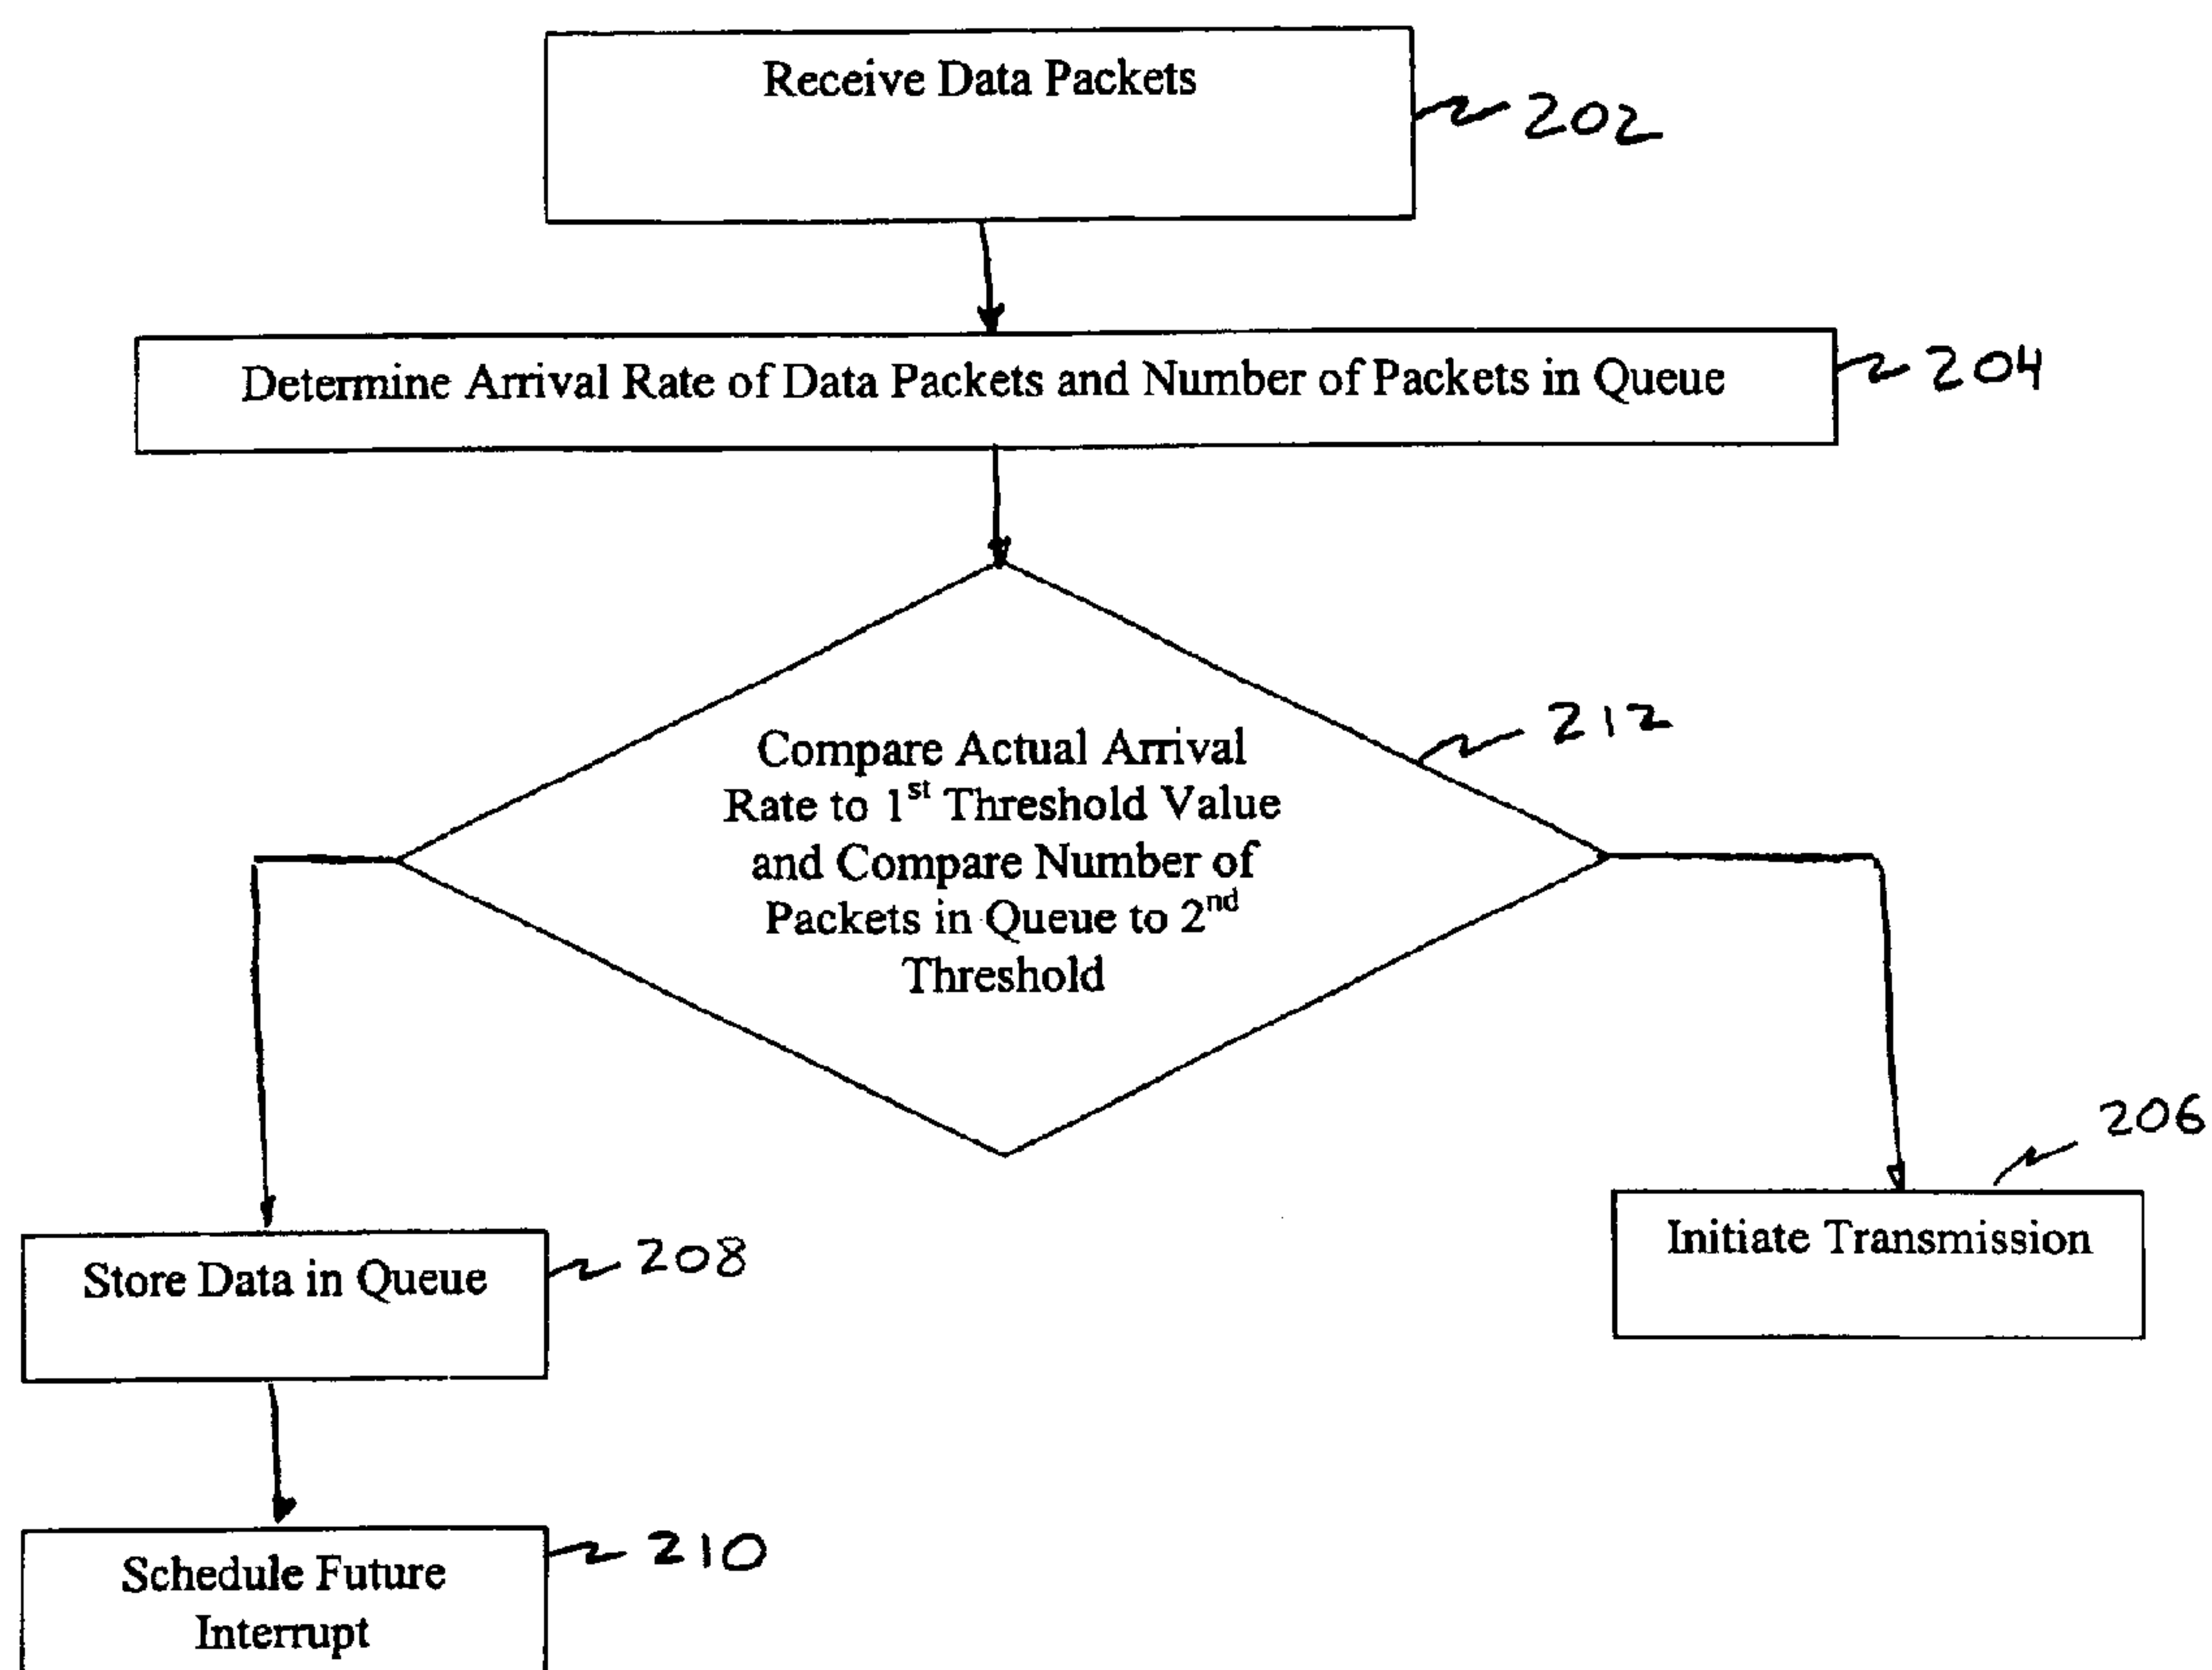 Receive Data Packets
202
Determine Arrival Rate of Data Packets and Number of Packets in Queue
204
Compare Actual Arrival
Rate to 1st Threshold Value
and Compare Number of
Packets in Queue to 2nd
Threshold
212
206
Initiate Transmission
Store Data in Queue
208
Schedule Future
Interrupt
210